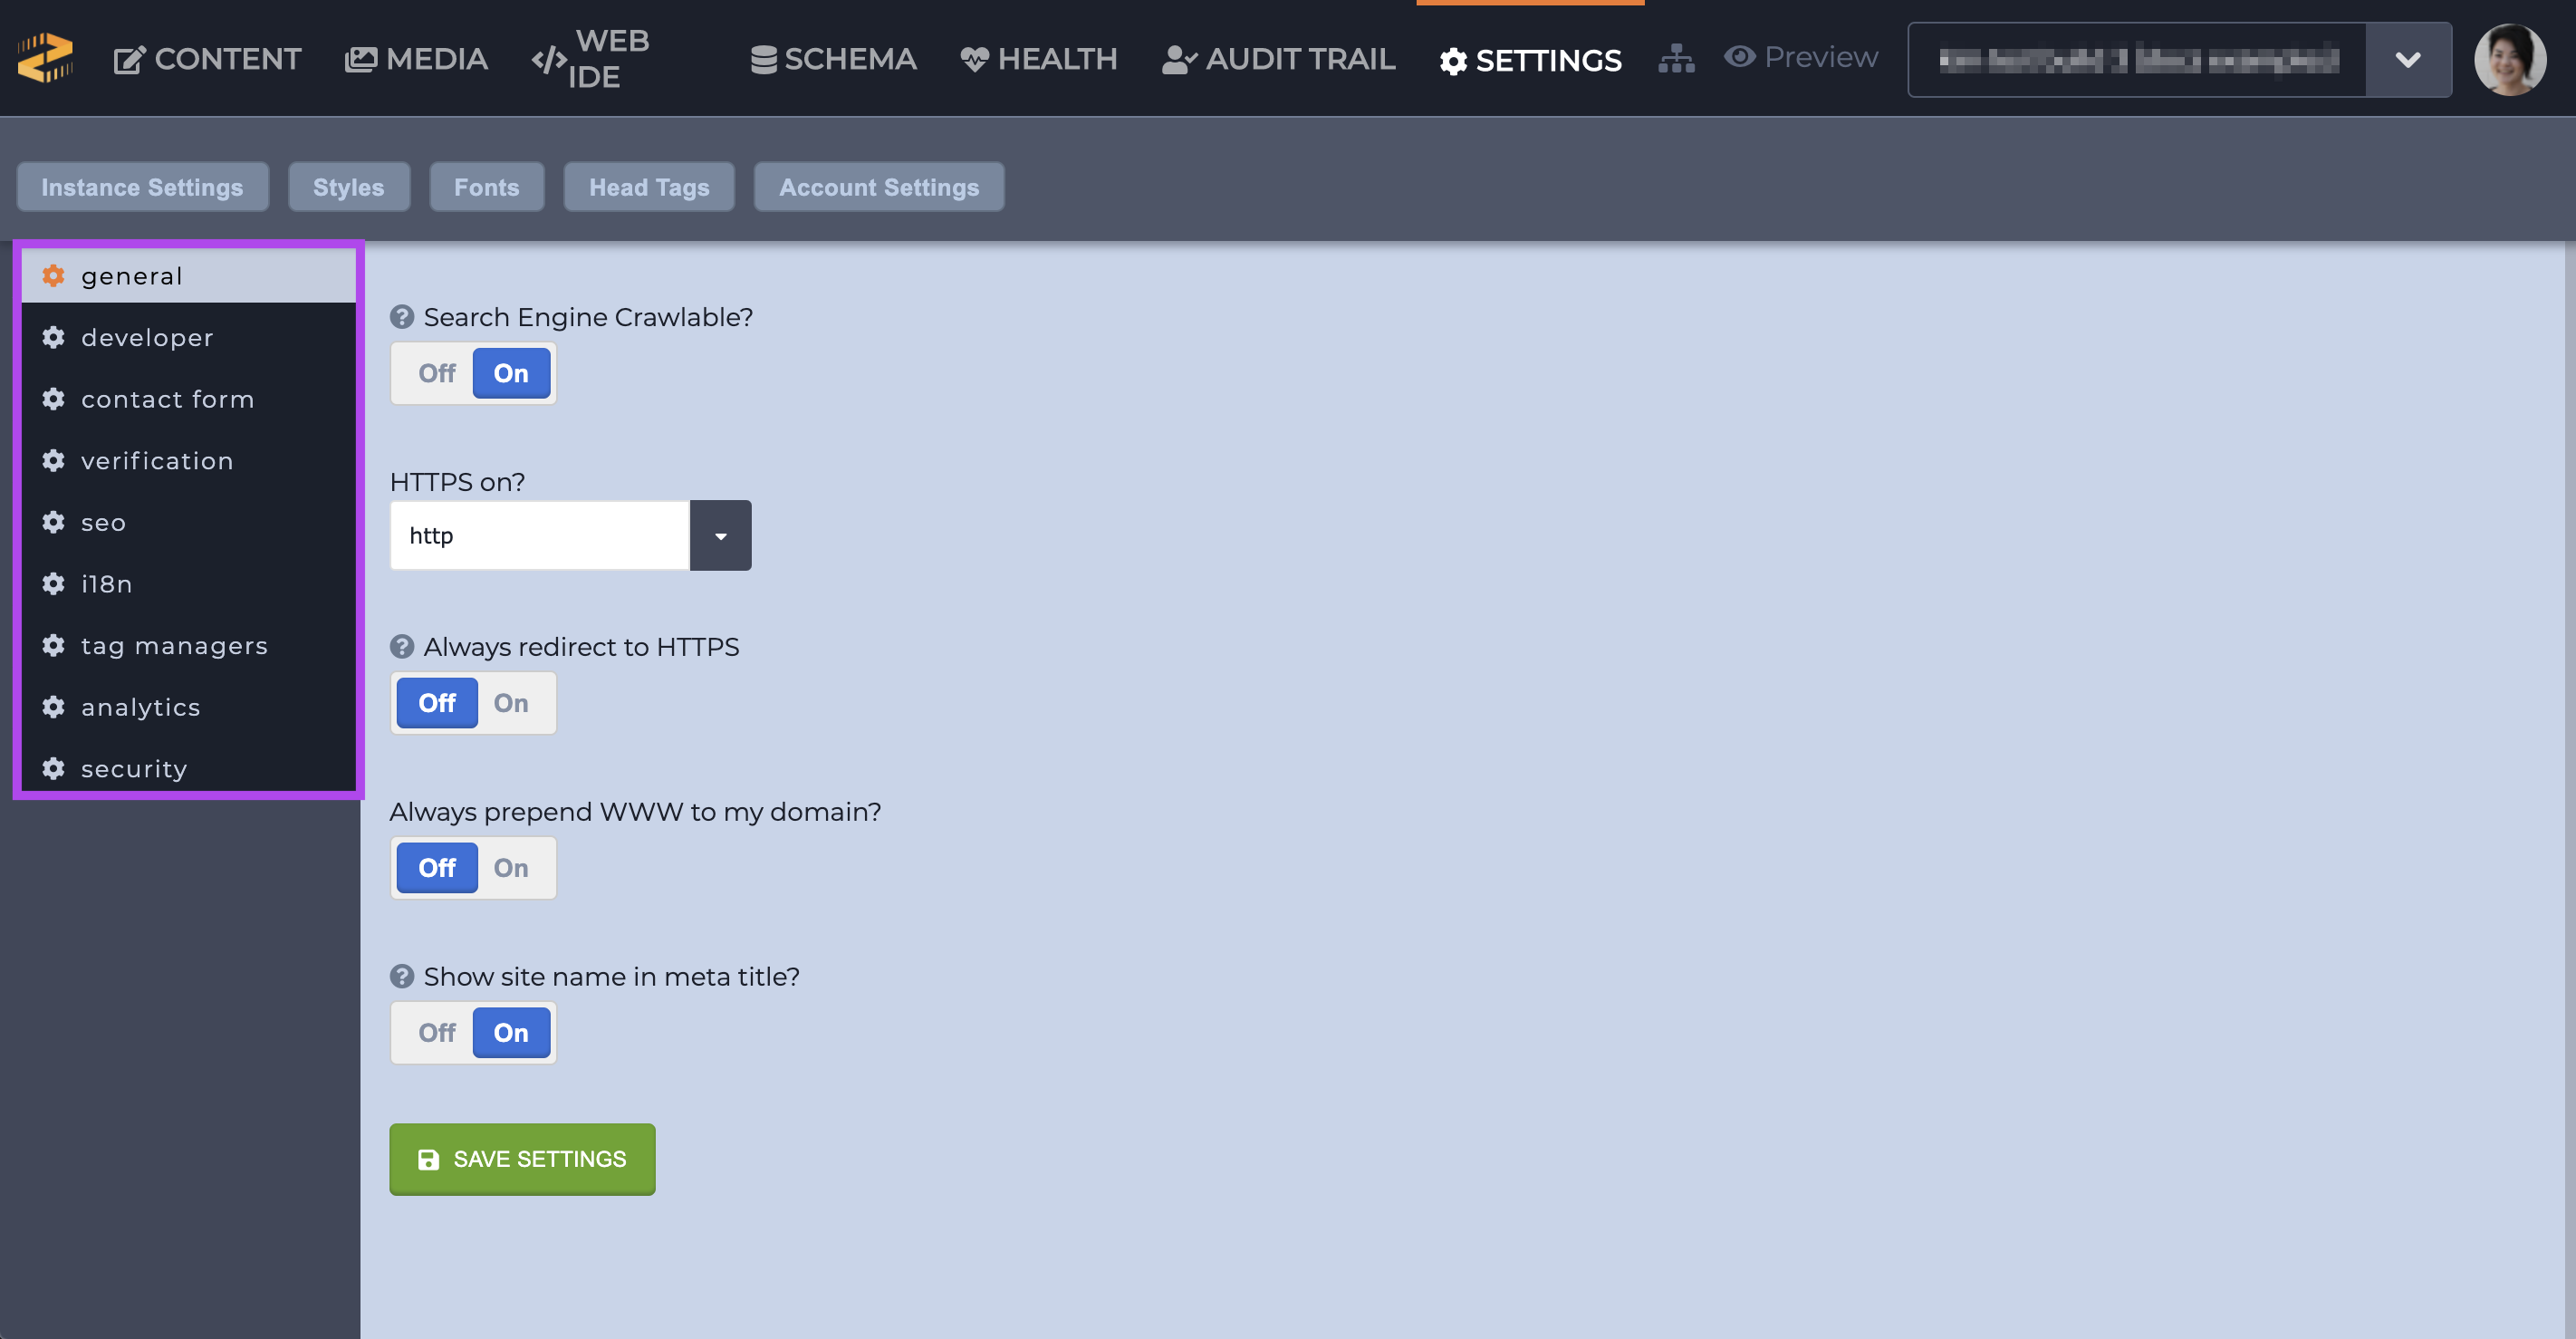 CONTENT MEDIA WEB IDE SCHEMA HEALTH AUDIT TRAIL SETTINGS Preview
Instance Settings Styles Fonts Head Tags Account Settings
general
developer
contact form
verification
seo
i18n
tag managers
analytics
security
Search Engine Crawlable?
Off On
HTTPS on?
http
Always redirect to HTTPS
Off On
Always prepend WWW to my domain?
Off On
Show site name in meta title?
Off On
SAVE SETTINGS